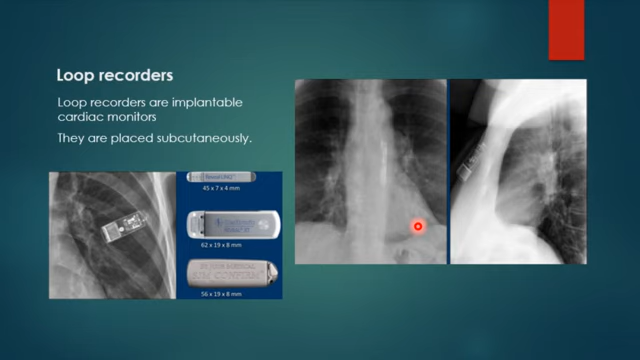 Loop recorders
Loop recorders are implantable
cardiac monitors
They are placed subcutaneously.
45 x 7 x 4 mm
62 x 19 x 8 mm
56 x 19 x 8 mm